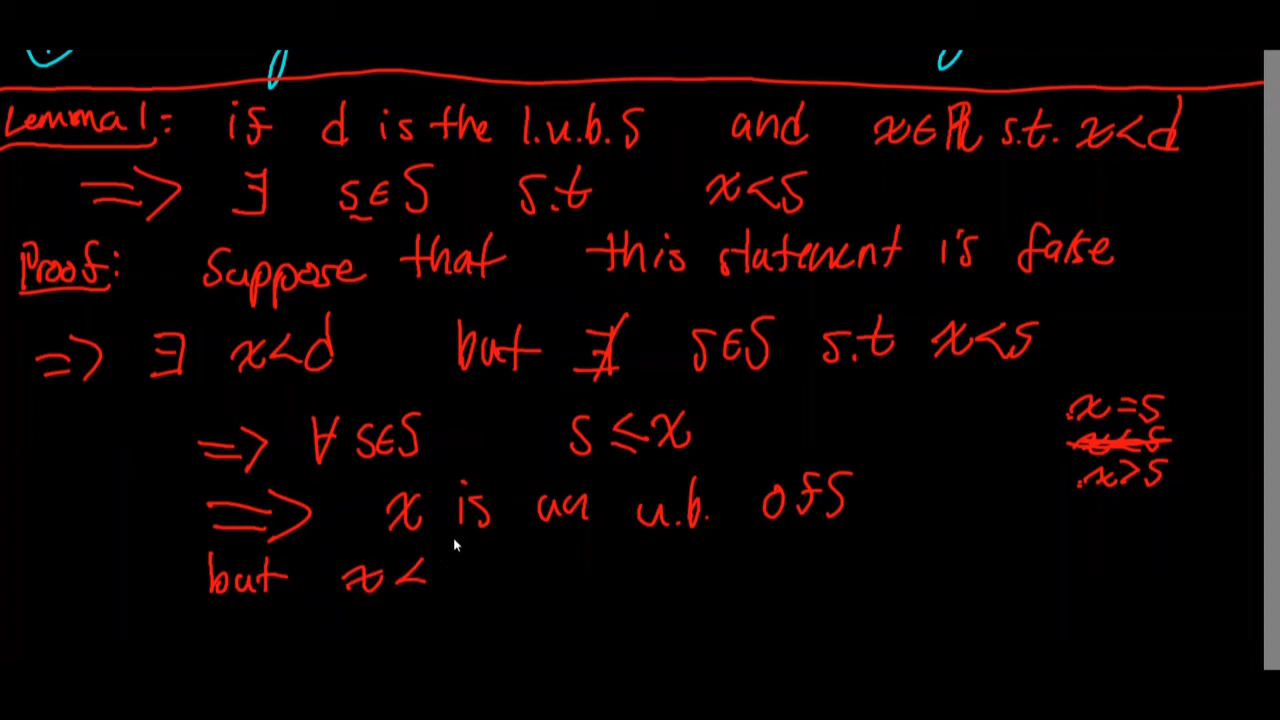 Lemma 1: if d is the l.u.b. S and x∈ℝ s.t. x<d
=> ∃ s∈S s.t x<s
Proof: Suppose that this statement is false
=> ∃ x<d but ∄ s∈S s.t x<s
x=s
=> ∀ s∈S s≤x
x>s
=> x is an u.b. of S
but x<